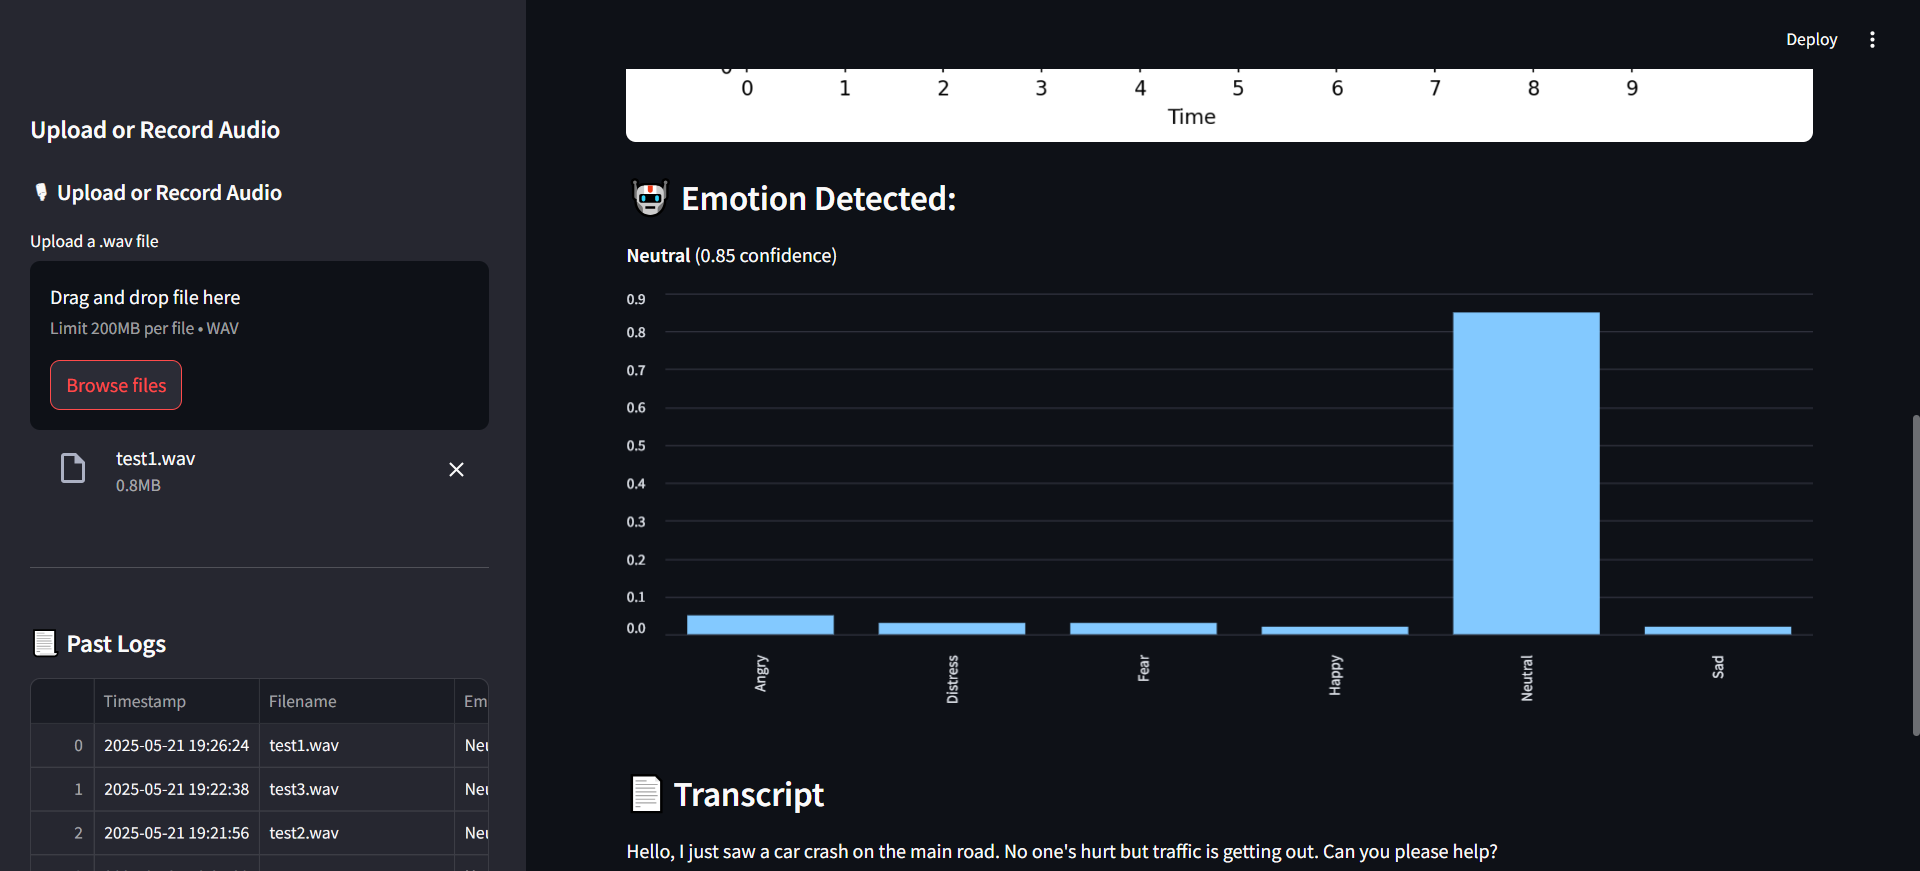 Deploy
Upload or Record Audio
Upload or Record Audio
Upload a .wav file
Drag and drop file here
Limit 200MB per file • WAV
Browse files
test1.wav
0.8MB
Past Logs
Timestamp Filename Em
0 2025-05-21 19:26:24 test1.wav Neu
1 2025-05-21 19:22:38 test3.wav Neu
2 2025-05-21 19:21:56 test2.wav Neu
0 1 2 3 4 5 6 7 8 9
Time
Emotion Detected:
Neutral (0.85 confidence)
0.9
0.8
0.7
0.6
0.5
0.4
0.3
0.2
0.1
0.0
Angry Distress Fear Happy Neutral Sad
Transcript
Hello, I just saw a car crash on the main road. No one's hurt but traffic is getting out. Can you please help?